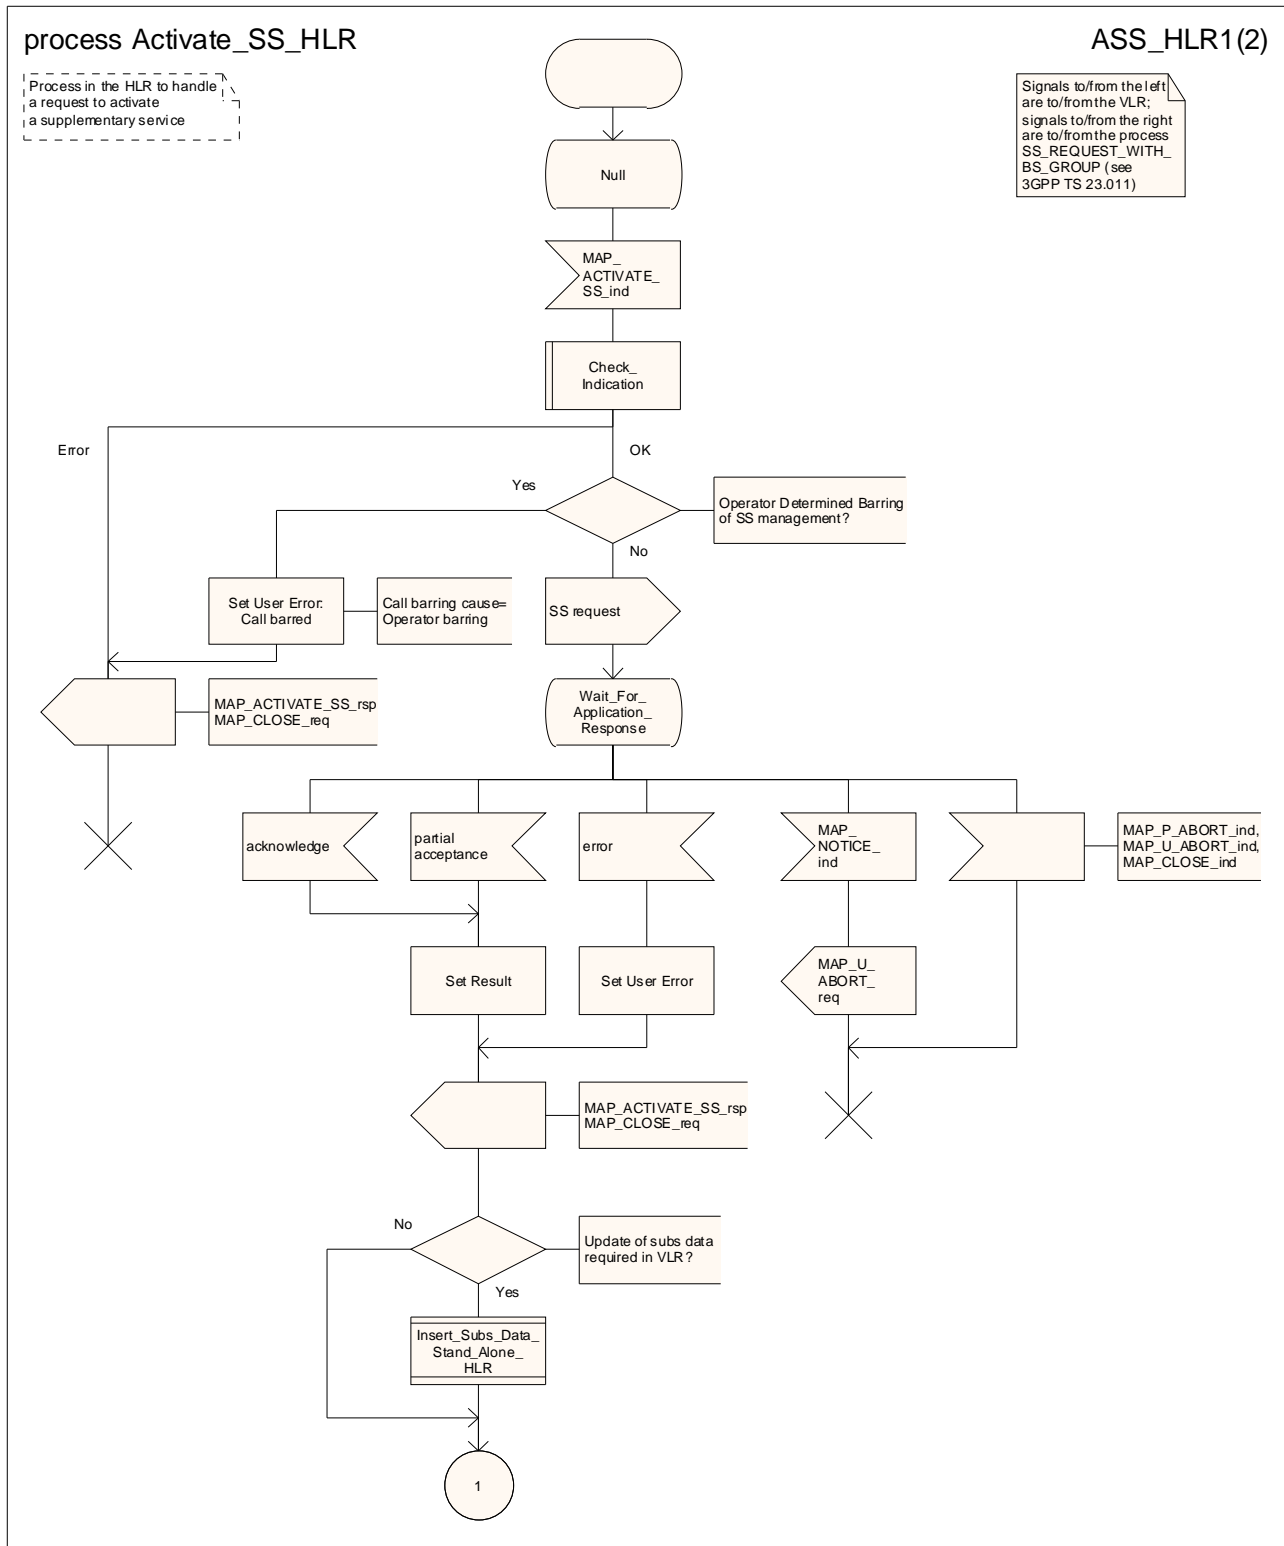 process Activate_SS_HLR
ASS_HLR1(2)
Process in the HLR to handle
a request to activate
a supplementary service
Signals to/from the left
are to/from the VLR;
signals to/from the right
are to/from the process
SS_REQUEST_WITH_
BS_GROUP (see
3GPP TS 23.011)
Null
MAP_
ACTIVATE_
SS_ind
Check_
Indication
Error
OK
Yes
Operator Determined Barring
of SS management?
No
Set User Error:
Call barred
Call barring cause=
Operator barring
SS request
MAP_ACTIVATE_SS_rsp
MAP_CLOSE_req
Wait_For_
Application_
Response
acknowledge
partial
acceptance
error
MAP_
NOTICE_
ind
MAP_P_ABORT_ind,
MAP_U_ABORT_ind,
MAP_CLOSE_ind
Set Result
Set User Error
MAP_U_
ABORT_
req
MAP_ACTIVATE_SS_rsp
MAP_CLOSE_req
No
Update of subs data
required in VLR?
Yes
Insert_Subs_Data_
Stand_Alone_
HLR
1